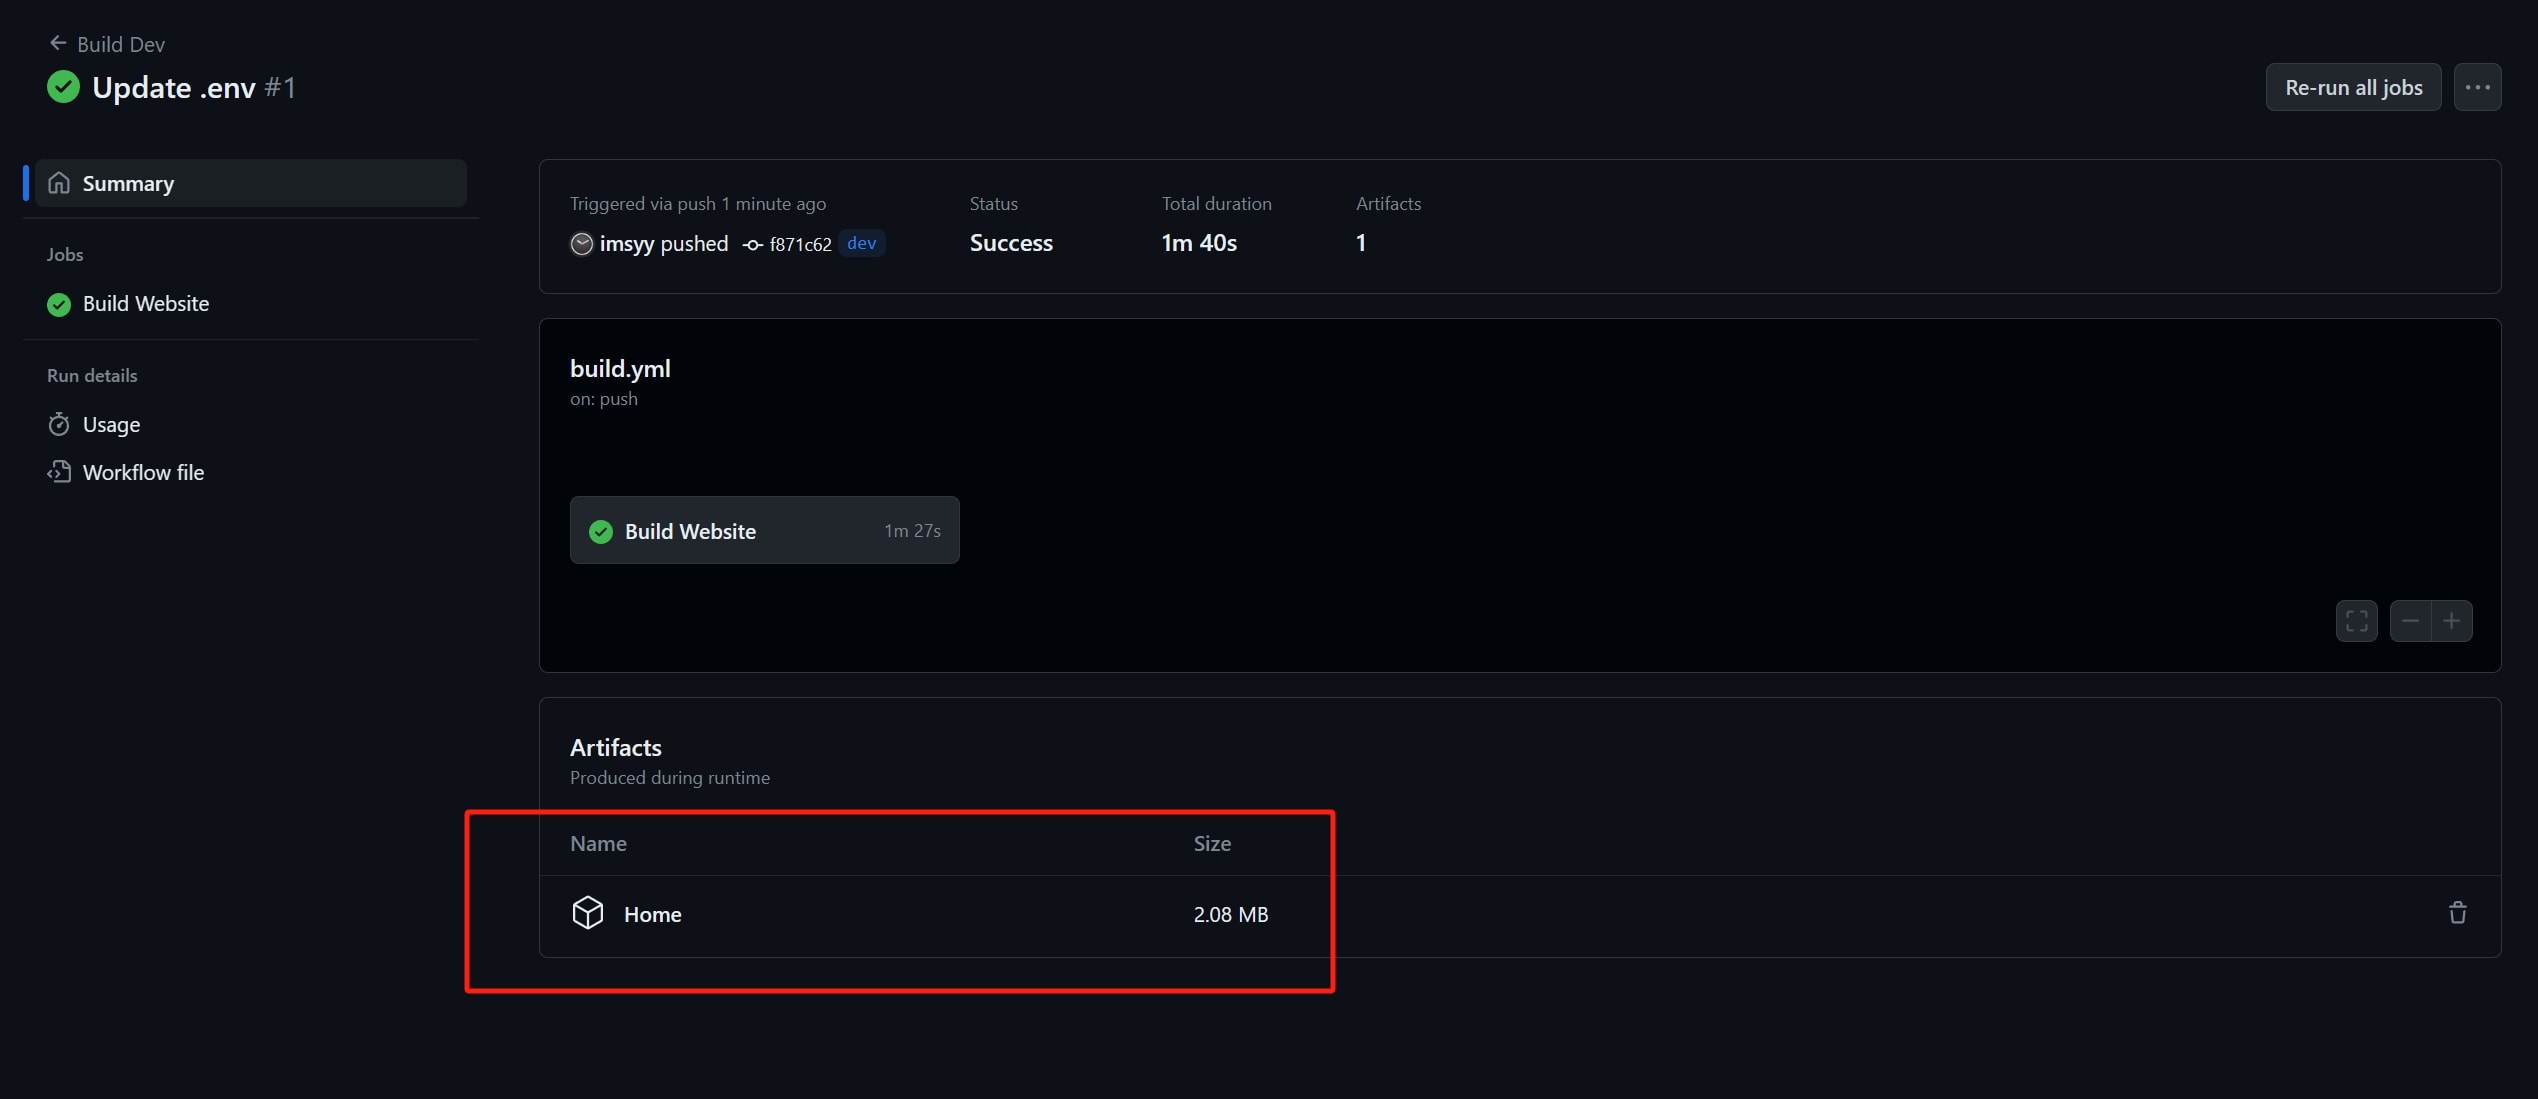 Build Dev
Update .env #1
Re-run all jobs
Summary
Jobs
Build Website
Run details
Usage
Workflow file
Triggered via push 1 minute ago
imsyy pushed f871c62 dev
Status
Success
Total duration
1m 40s
Artifacts
1
build.yml
on: push
Build Website 1m 27s
Artifacts
Produced during runtime
Name Size
Home 2.08 MB